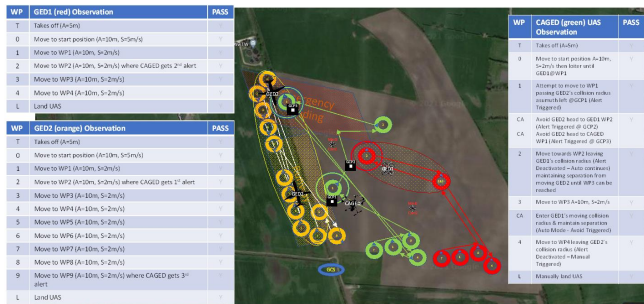 WP GED1 (red) Observation PASS
T Takes off (A=5m) Y
0 Move to start position (A=10m, S=5m/s) Y
1 Move to WP1 (A=10m, S=2m/s) Y
2 Move to WP2 (A=10m, S=2m/s) where CAGED gets 2nd alert Y
3 Move to WP3 (A=10m, S=2m/s) Y
4 Move to WP4 (A=10m, S=2m/s) Y
L Land UAS Y
WP GED2 (orange) Observation PASS
T Takes off (A=5m) Y
0 Move to start position (A=10m, S=5m/s) Y
1 Move to WP1 (A=10m, S=2m/s) Y
2 Move to WP2 (A=10m, S=2m/s) where CAGED gets 1st alert Y
3 Move to WP3 (A=10m, S=2m/s) Y
4 Move to WP4 (A=10m, S=2m/s) Y
5 Move to WP5 (A=10m, S=2m/s) Y
6 Move to WP6 (A=10m, S=2m/s) Y
7 Move to WP7 (A=10m, S=2m/s) Y
8 Move to WP8 (A=10m, S=2m/s) Y
9 Move to WP9 (A=10m, S=2m/s) where CAGED gets 3rd
alert Y
L Land UAS Y
GED2
GED1
GCS
WP CAGED (green) UAS
Observation PASS
T Takes off (A=5m) Y
0 Move to start position A=10m,
S=2m/s then loiter until
GED1@WP1 Y
1 Attempt to move to WP1
passing GED2's collision radius
@GCP1 (Alert
Triggered) Y
CA Avoid GED2 head to GED1 WP2
(Alert Triggered @ GCP2) Y
CA Avoid GED2 head to CAGED
WP1 (Alert Triggered @ GCP3) Y
2 Move towards WP2 leaving
GED3's collision radius (Alert
Deactivated – Auto continue)
maintaining separation from
moving GED2 until WP3 can be
reached Y
3 Move to WP3 A=10m, S=2m/s Y
CA Enter GED1's moving collision
radius & maintain separation
(Auto Mode - Avoid Triggered) Y
4 Move to WP4 leaving GED2's
collision radius (Alert
Deactivated – Manual
Triggered) Y
L Manually land UAS Y